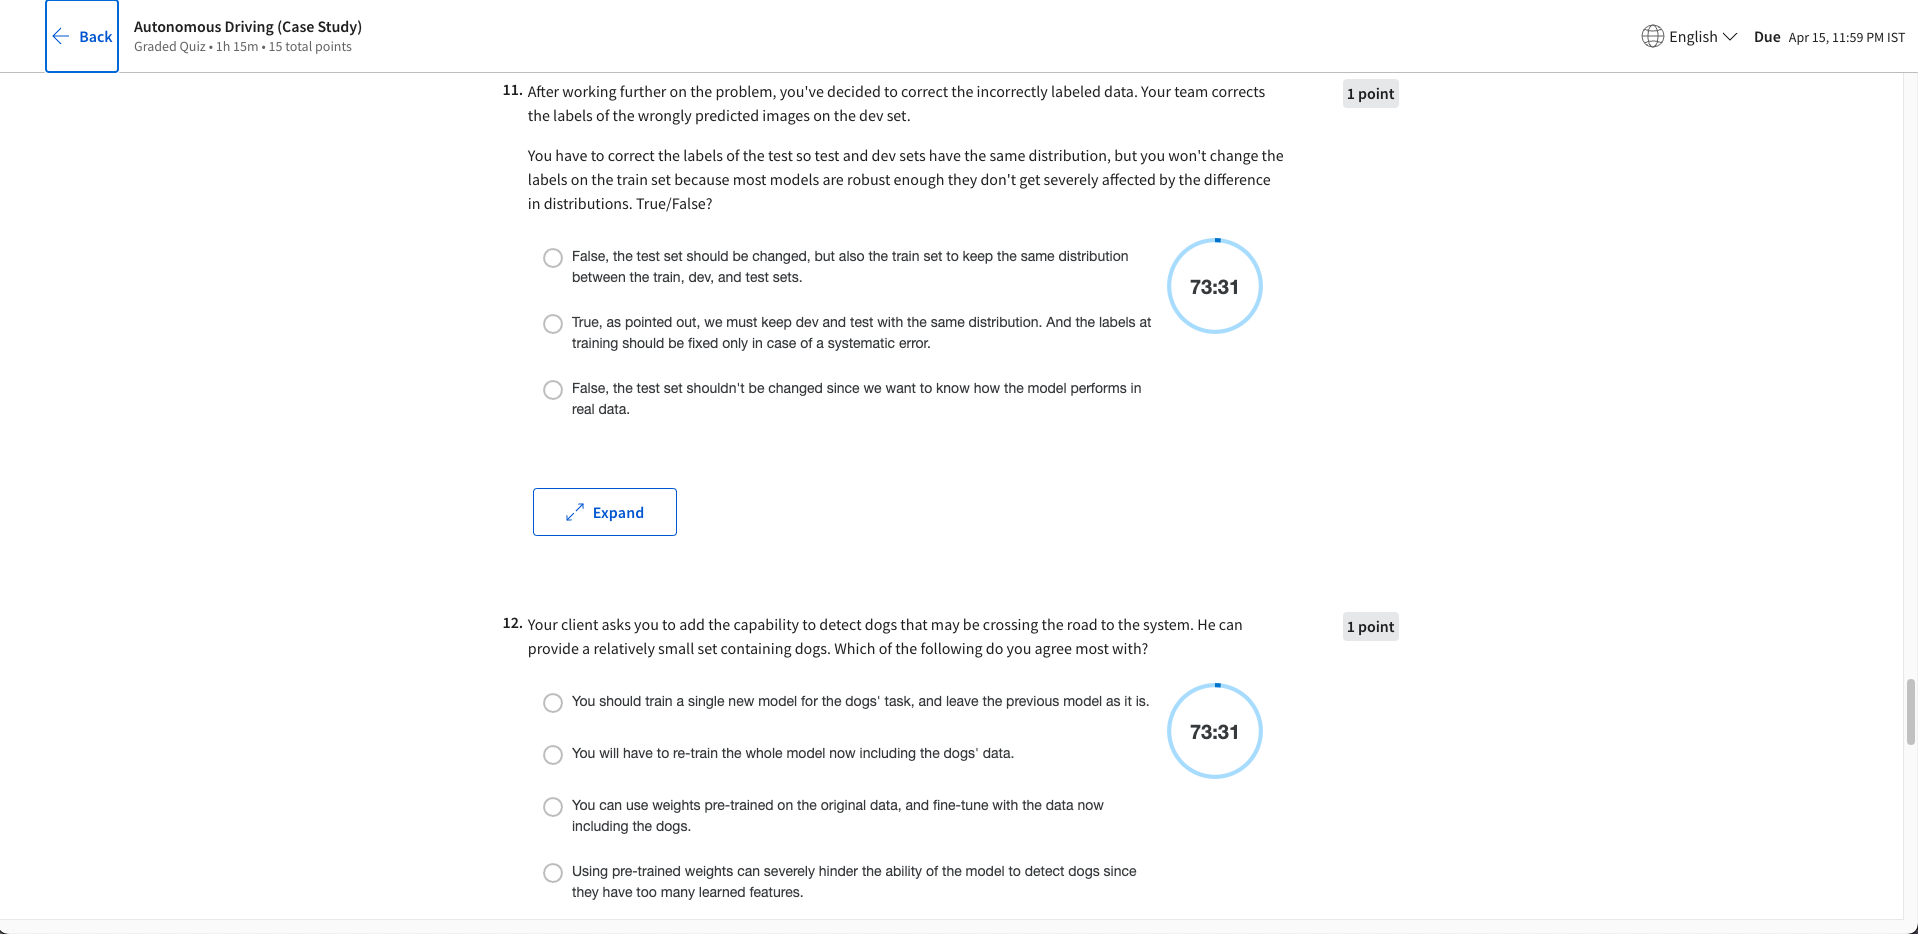 Back
Autonomous Driving (Case Study)
Graded Quiz • 1h 15m • 15 total points
English
Due Apr 15, 11:59 PM IST
11. After working further on the problem, you've decided to correct the incorrectly labeled data. Your team corrects
the labels of the wrongly predicted images on the dev set.
1 point
You have to correct the labels of the test so test and dev sets have the same distribution, but you won't change the
labels on the train set because most models are robust enough they don't get severely affected by the difference
in distributions. True/False?
False, the test set should be changed, but also the train set to keep the same distribution
between the train, dev, and test sets.
73:31
True, as pointed out, we must keep dev and test with the same distribution. And the labels at
training should be fixed only in case of a systematic error.
False, the test set shouldn't be changed since we want to know how the model performs in
real data.
Expand
12. Your client asks you to add the capability to detect dogs that may be crossing the road to the system. He can
provide a relatively small set containing dogs. Which of the following do you agree most with?
1 point
You should train a single new model for the dogs' task, and leave the previous model as it is.
73:31
You will have to re-train the whole model now including the dogs' data.
You can use weights pre-trained on the original data, and fine-tune with the data now
including the dogs.
Using pre-trained weights can severely hinder the ability of the model to detect dogs since
they have too many learned features.